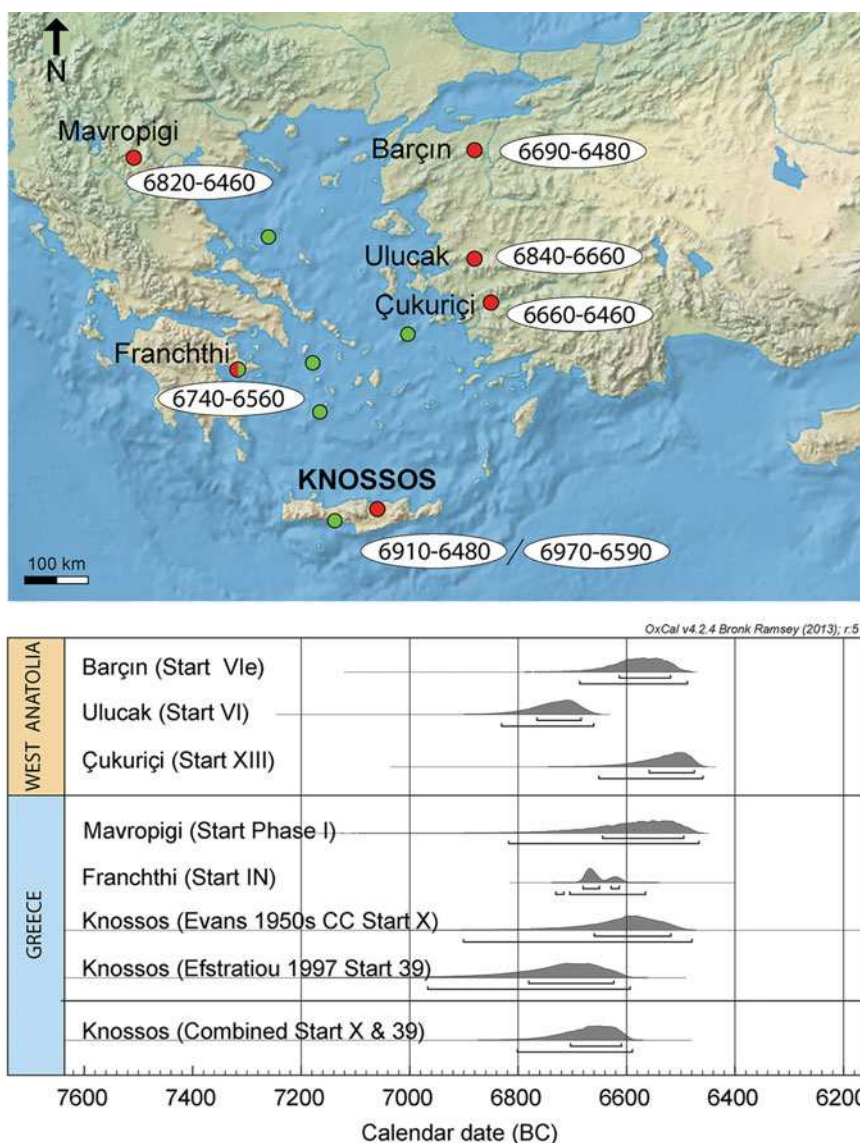 N
Mavropigi
6820-6460
Barçın
6690-6480
Ulucak
6840-6660
Çukuriçi
6660-6460
Franchthi
6740-6560
KNOSSOS
6910-6480 / 6970-6590
100 km
OxCal v4.2.4 Bronk Ramsey (2013); r:5
WEST ANATOLIA
Barçın (Start VIe)
Ulucak (Start VI)
Çukuriçi (Start XIII)
GREECE
Mavropigi (Start Phase I)
Franchthi (Start IN)
Knossos (Evans 1950s CC Start X)
Knossos (Efstratiou 1997 Start 39)
Knossos (Combined Start X & 39)
7600 7400 7200 7000 6800 6600 6400 6200
Calendar date (BC)